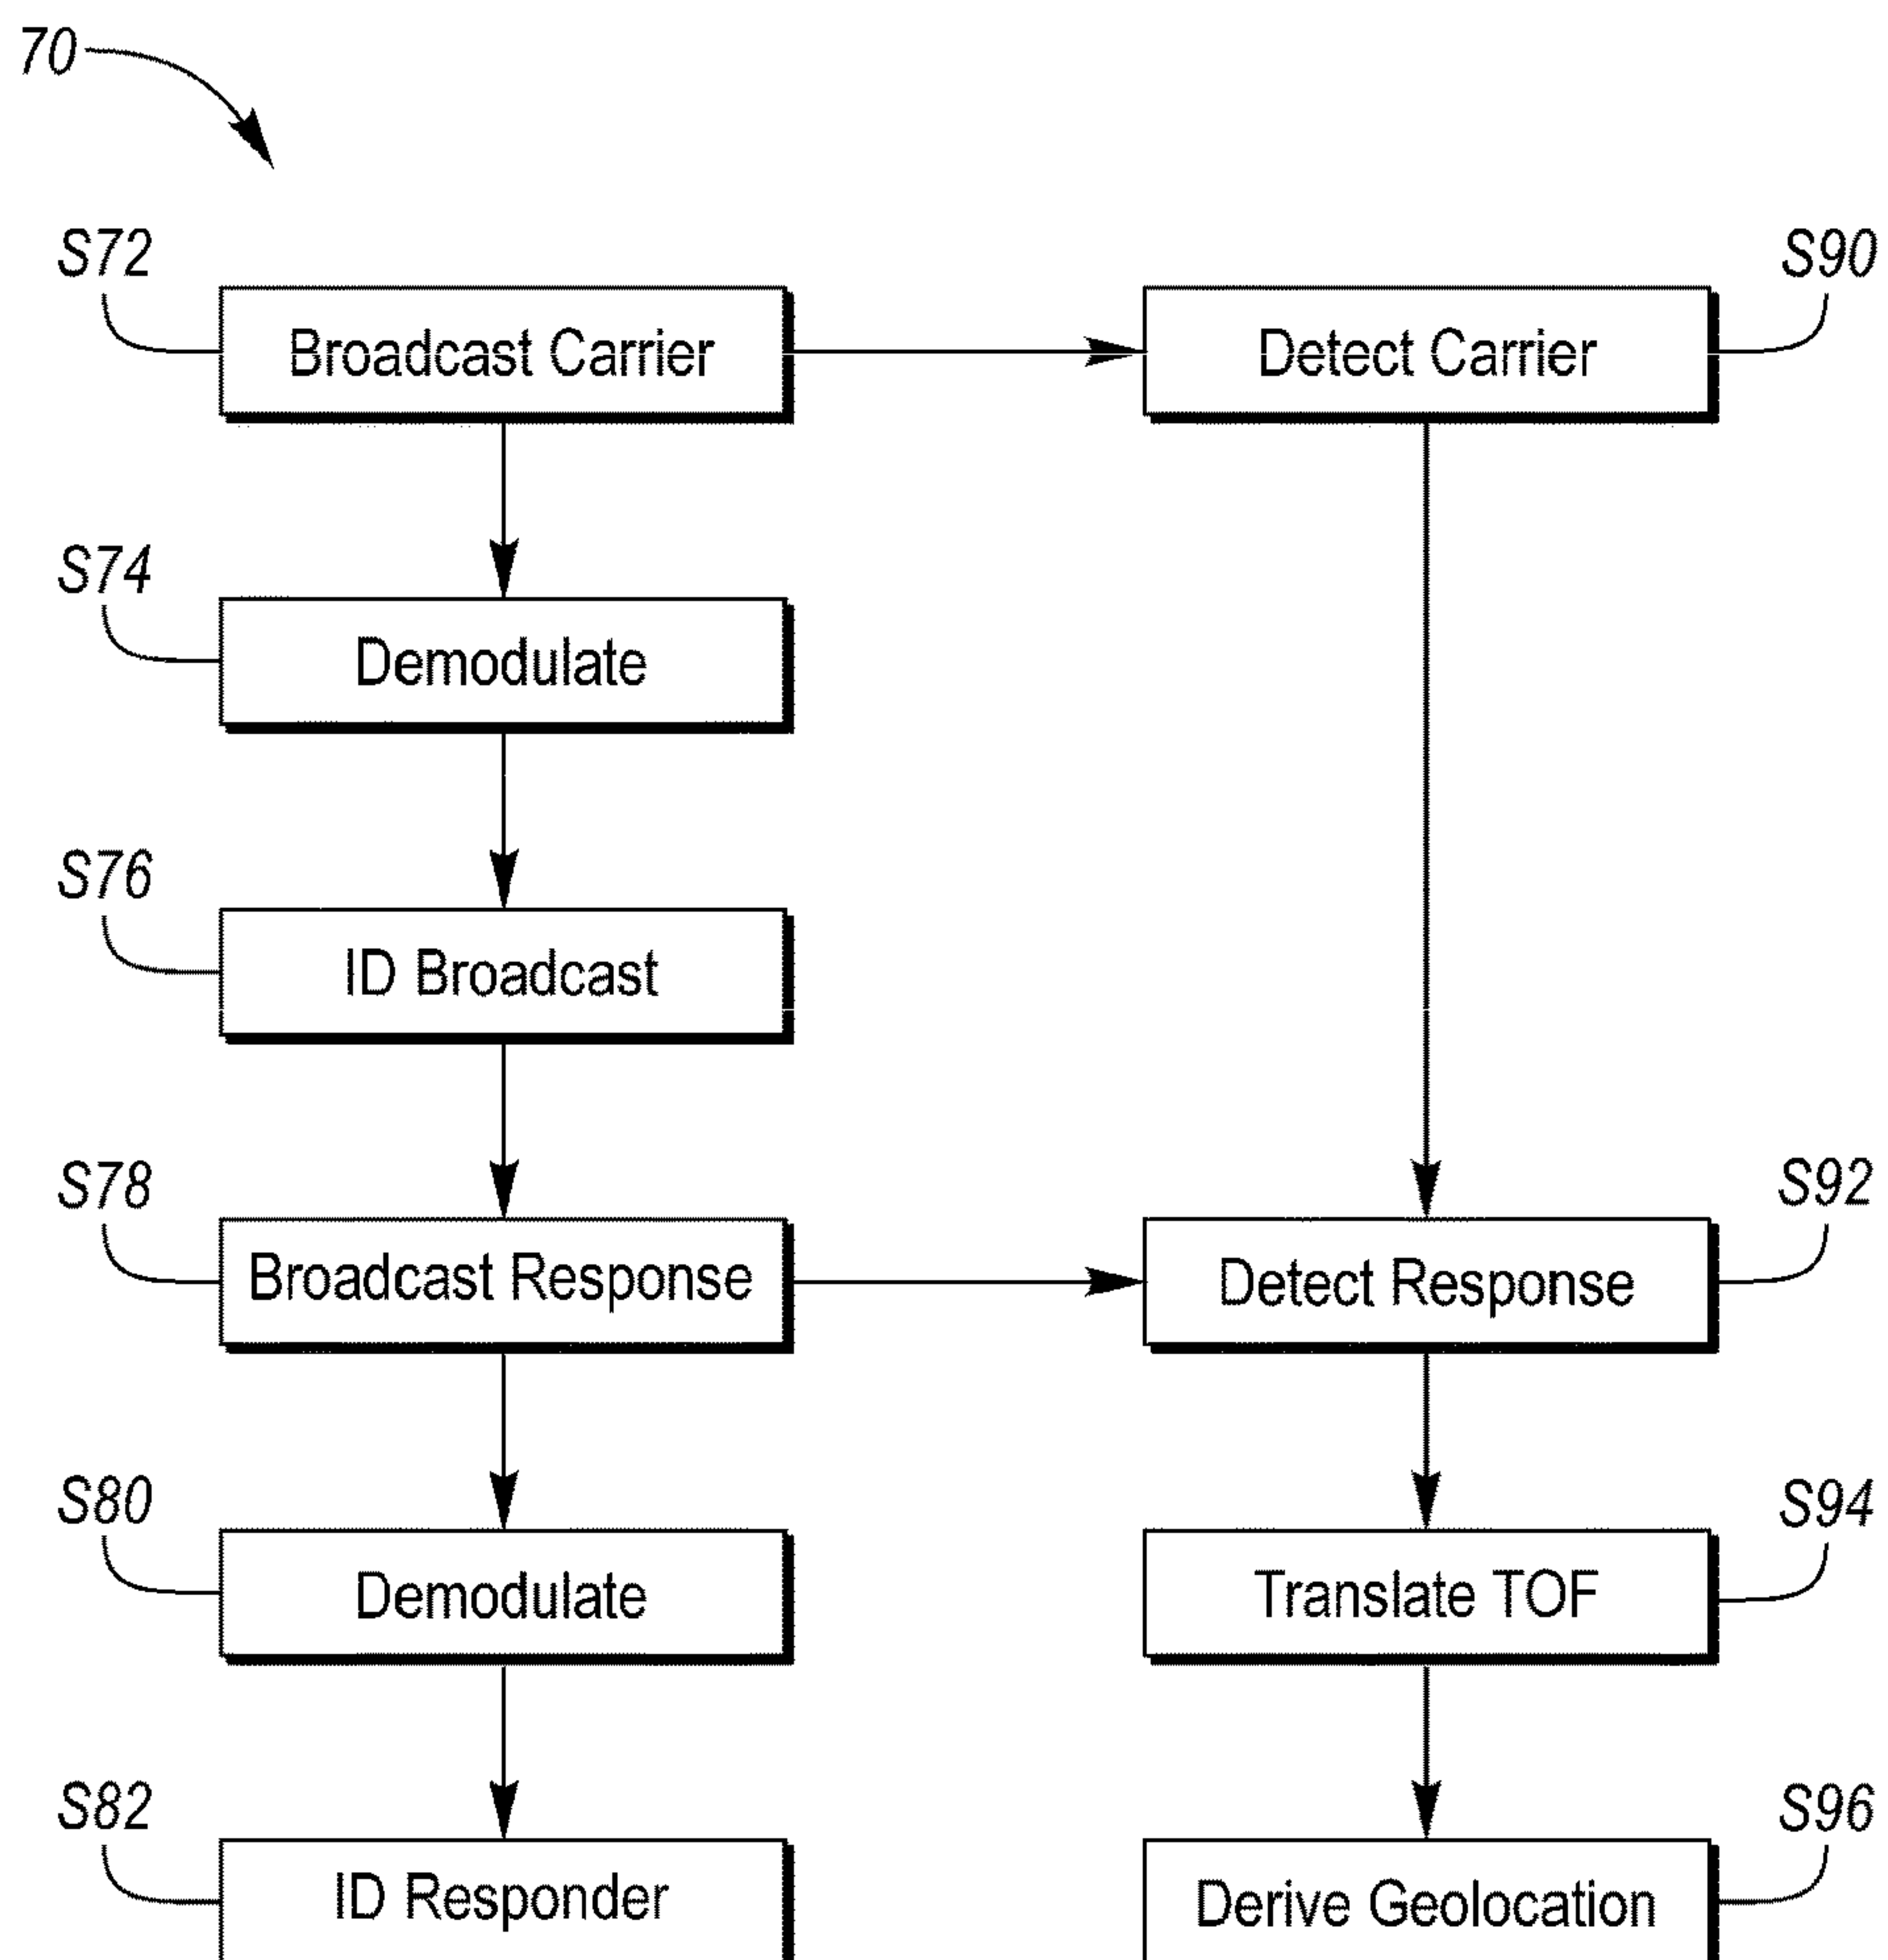 70
S72
Broadcast Carrier
Detect Carrier
S90
S74
Demodulate
S76
ID Broadcast
S78
Broadcast Response
Detect Response
S92
S80
Demodulate
Translate TOF
S94
S82
ID Responder
Derive Geolocation
S96